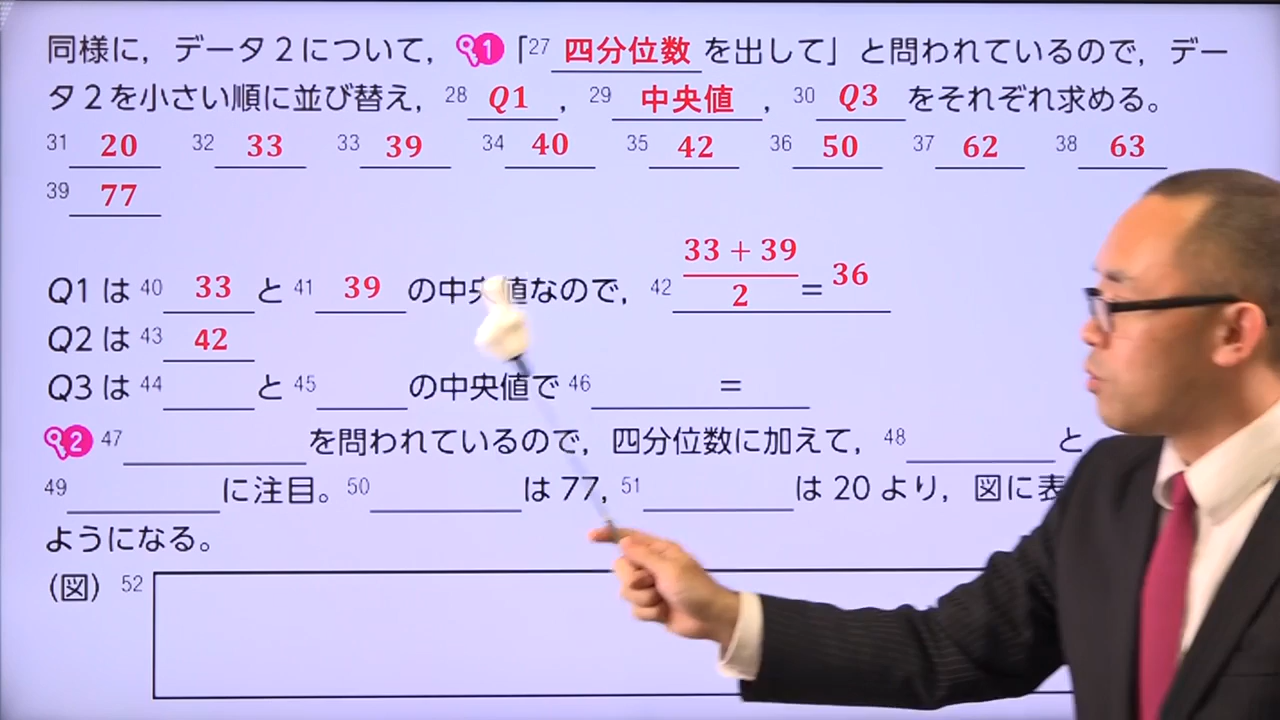 同様に，データ２について，1「27 四分位数 を出して」と問われているので，デー
タ２を小さい順に並び替え，28 Q1 ，29 中央値 ，30 Q3 をそれぞれ求める。
31 20 32 33 33 39 34 40 35 42 36 50 37 62 38 63
39 77
Q1 は 40 33 と 41 39 の中央値なので，42 (33 + 39)/2 = 36
Q2 は 43 42
Q3 は 44 と 45 の中央値で 46 =
2 47 を問われているので，四分位数に加えて，48 と
49 に注目。50 は 77，51 は 20 より，図に表
ようになる。
（図） 52